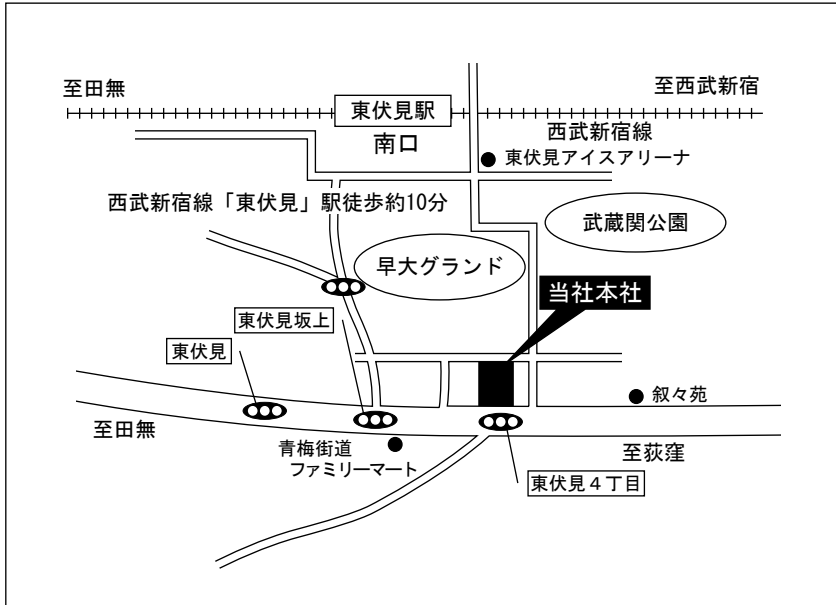 至田無
至西武新宿
東伏見駅
南口
西武新宿線
東伏見アイスアリーナ
西武新宿線「東伏見」駅徒歩約10分
武蔵関公園
早大グランド
当社本社
東伏見坂上
東伏見
叙々苑
至田無
青梅街道
ファミリーマート
至荻窪
東伏見４丁目